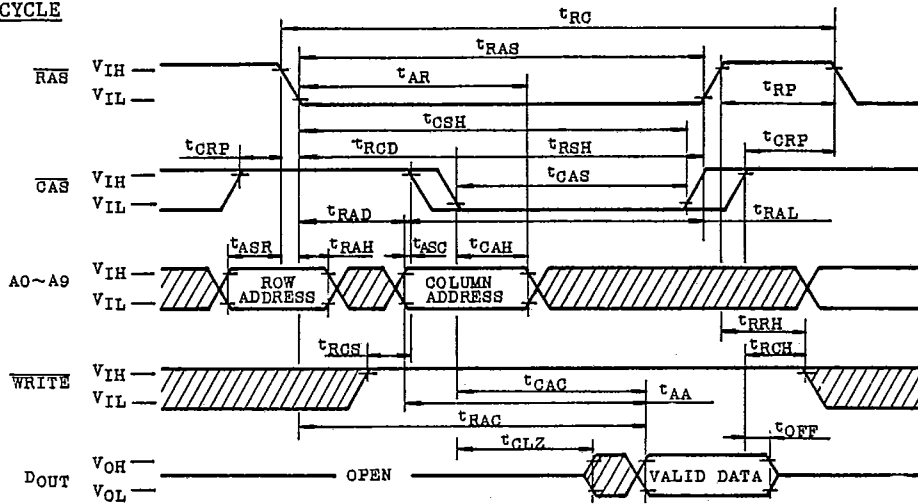 CYCLE
tRC
tRAS
RAS VIH
VIL
tAR
tRP
tCSH
tCRP tRCD tRSH tCRP
CAS VIH
VIL
tCAS
tRAD tRAL
tASR tRAH tASC tCAH
A0~A9 VIH
VIL
ROW ADDRESS
COLUMN ADDRESS
tRRH
tRCS tRCH
WRITE VIH
VIL
tCAC
tAA
tRAC
tCLZ tOFF
DOUT VOH
VOL
OPEN VALID DATA